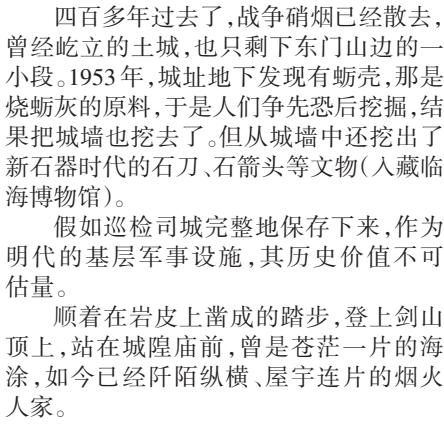 四百多年过去了，战争硝烟已经散去，
曾经屹立的土城，也只剩下东门山边的一
小段。1953年，城址地下发现有蛎壳，那是
烧蛎灰的原料，于是人们争先恐后挖掘，结
果把城墙也挖去了。但从城墙中还挖出了
新石器时代的石刀、石箭头等文物（入藏临
海博物馆）。
假如巡检司城完整地保存下来，作为
明代的基层军事设施，其历史价值不可
估量。
顺着在岩皮上凿成的踏步，登上剑山
顶上，站在城隍庙前，曾是苍茫一片的海
涂，如今已经阡陌纵横、屋宇连片的烟火
人家。